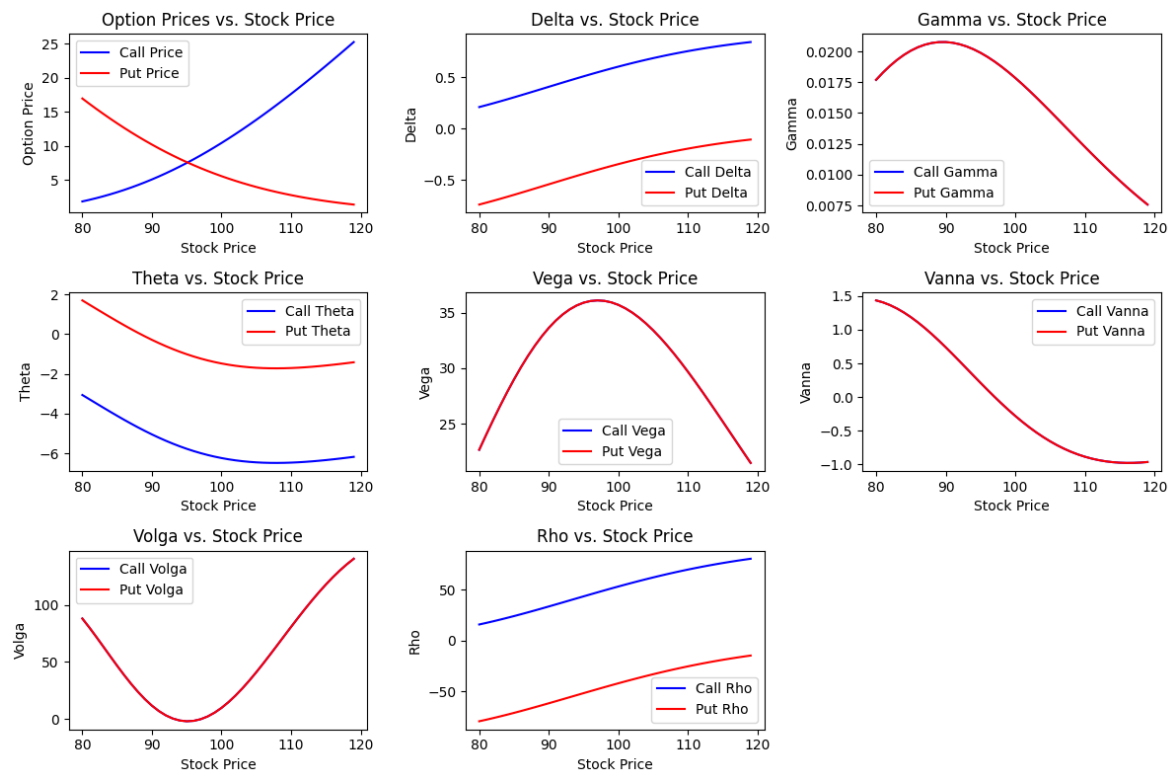 Option Prices vs. Stock Price
25
20
15
10
5
Option Price
Call Price
Put Price
80 90 100 110 120
Stock Price
Delta vs. Stock Price
0.5
0.0
−0.5
Delta
Call Delta
Put Delta
80 90 100 110 120
Stock Price
Gamma vs. Stock Price
0.0200
0.0175
0.0150
0.0125
0.0100
0.0075
Gamma
Call Gamma
Put Gamma
80 90 100 110 120
Stock Price
Theta vs. Stock Price
2
0
−2
−4
−6
Theta
Call Theta
Put Theta
80 90 100 110 120
Stock Price
Vega vs. Stock Price
35
30
25
Vega
Call Vega
Put Vega
80 90 100 110 120
Stock Price
Vanna vs. Stock Price
1.5
1.0
0.5
0.0
−0.5
−1.0
Vanna
Call Vanna
Put Vanna
80 90 100 110 120
Stock Price
Volga vs. Stock Price
100
50
0
Volga
Call Volga
Put Volga
80 90 100 110 120
Stock Price
Rho vs. Stock Price
50
0
−50
Rho
Call Rho
Put Rho
80 90 100 110 120
Stock Price